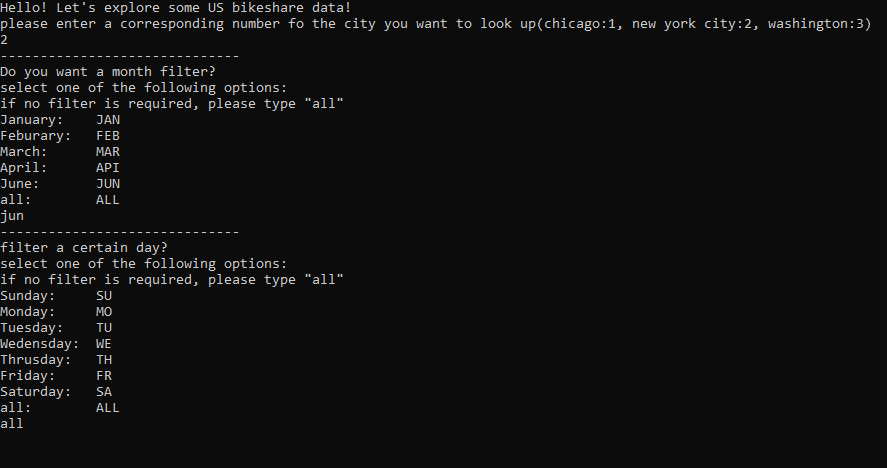 Hello! Let's explore some US bikeshare data!
please enter a corresponding number fo the city you want to look up(chicago:1, new york city:2, washington:3)
2
------------------------------
Do you want a month filter?
select one of the following options:
if no filter is required, please type "all"
January:    JAN
Feburary:   FEB
March:      MAR
April:      API
June:       JUN
all:        ALL
jun
------------------------------
filter a certain day?
select one of the following options:
if no filter is required, please type "all"
Sunday:     SU
Monday:     MO
Tuesday:    TU
Wedensday:  WE
Thrusday:   TH
Friday:     FR
Saturday:   SA
all:        ALL
all